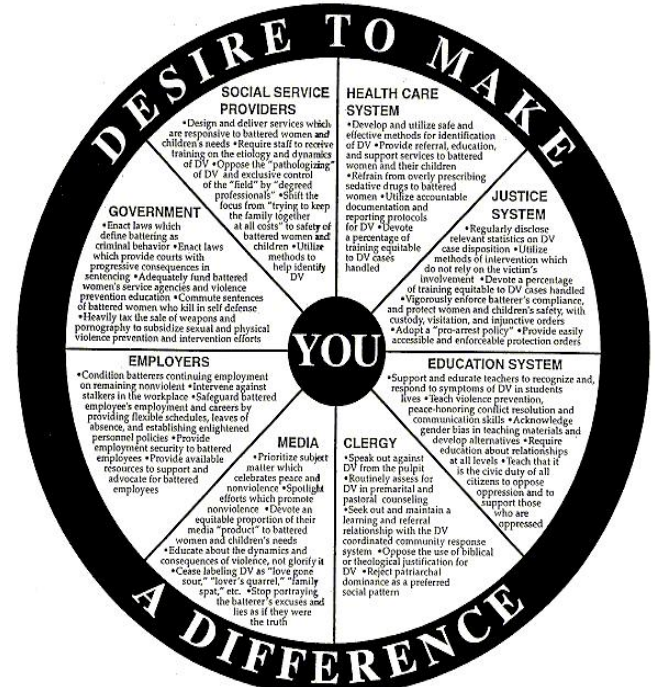 DESIRE TO MAKE
SOCIAL SERVICE
PROVIDERS
•Design and deliver services which
are responsive to battered women and
children's needs •Require staff to receive
training on the etiology and dynamics
of DV •Oppose the "pathologizing"
of DV and exclusive control
of the "field" by "degreed
professionals" •Shift the
focus from "trying to keep
the family together
at all costs" to safety of
battered women and
children •Utilize
methods to
help identify
DV
HEALTH CARE
SYSTEM
•Develop and utilize safe and
effective methods for identification
of DV •Provide referral, education,
and support services to battered
women and their children
•Refrain from overly prescribing
sedative drugs to battered
women •Utilize accountable
documentation and
reporting protocols
for DV •Devote
a percentage of
training equitable
to DV cases
handled
GOVERNMENT
•Enact laws which
define battering as
criminal behavior •Enact laws
which provide courts with
progressive consequences in
sentencing •Adequately fund battered
women's service agencies and violence
prevention education •Commute sentences
of battered women who kill in self defense
•Heavily tax the sale of weapons and
pornography to subsidize sexual and physical
violence prevention and intervention efforts
JUSTICE
SYSTEM
•Regularly disclose
relevant statistics on DV
case disposition •Utilize
methods of intervention which
do not rely on the victim's
involvement •Devote a percentage
of training equitable to DV cases handled
•Vigorously enforce batterer's compliance,
and protect women and children's safety, with
custody, visitation, and injunctive orders
•Adopt a "pro-arrest policy" •Provide easily
accessible and enforceable protection orders
YOU
EMPLOYERS
•Condition batterers continuing employment
on remaining nonviolent •Intervene against
stalkers in the workplace •Safeguard battered
employee's employment and careers by
providing flexible schedules, leaves of
absence, and establishing enlightened
personnel policies •Provide
employment security to battered
employees •Provide available
resources to support and
advocate for battered
employees
EDUCATION SYSTEM
•Support and educate teachers to recognize and,
respond to symptoms of DV in students
lives •Teach violence prevention,
peace-honoring conflict resolution and
communication skills •Acknowledge
gender bias in teaching materials and
develop alternatives •Require
education about relationships
at all levels •Teach that it
is the civic duty of all
citizens to oppose
oppression and to
support those
who are
oppressed
MEDIA
•Prioritize subject
matter which
celebrates peace and
nonviolence •Spotlight
efforts which promote
nonviolence •Devote an
equitable proportion of their
media "product" to battered
women and children's needs
•Educate about the dynamics and
consequences of violence, not glorify it
•Cease labeling DV as "love gone
sour," "lover's quarrel," "family
spat," etc. •Stop portraying
the batterer's excuses and
lies as if they were
the truth
CLERGY
•Speak out against
DV from the pulpit
•Routinely assess for
DV in premarital and
pastoral counseling
•Seek out and maintain a
learning and referral
relationship with the DV
coordinated community response
system •Oppose the use of biblical
or theological justification for
DV •Reject patriarchal
dominance as a preferred
social pattern
A DIFFERENCE